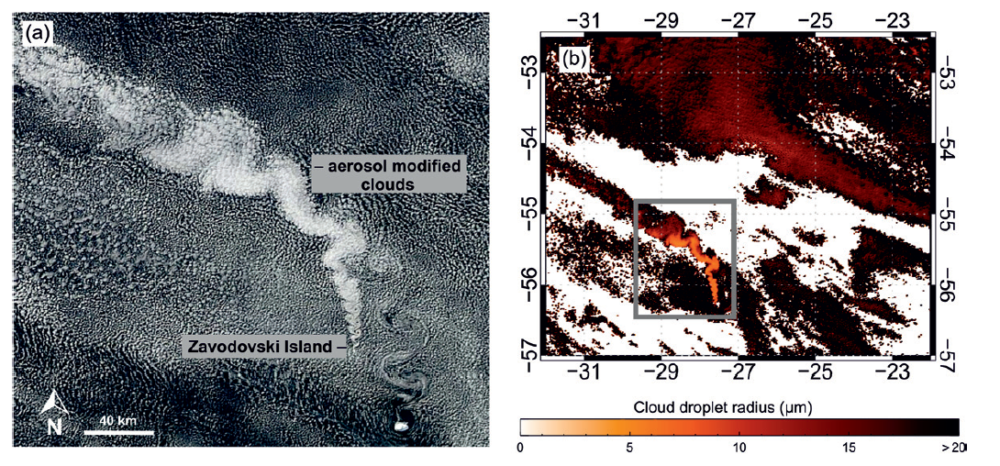 (a)
– aerosol modified
clouds
Zavodovski Island –
N
40 km
−31 −29 −27 −25 −23
(b)
−53
−54
−55
−56
−57
−53
−54
−55
−56
−57
−31 −29 −27 −25 −23
Cloud droplet radius (μm)
0 5 10 15 > 20